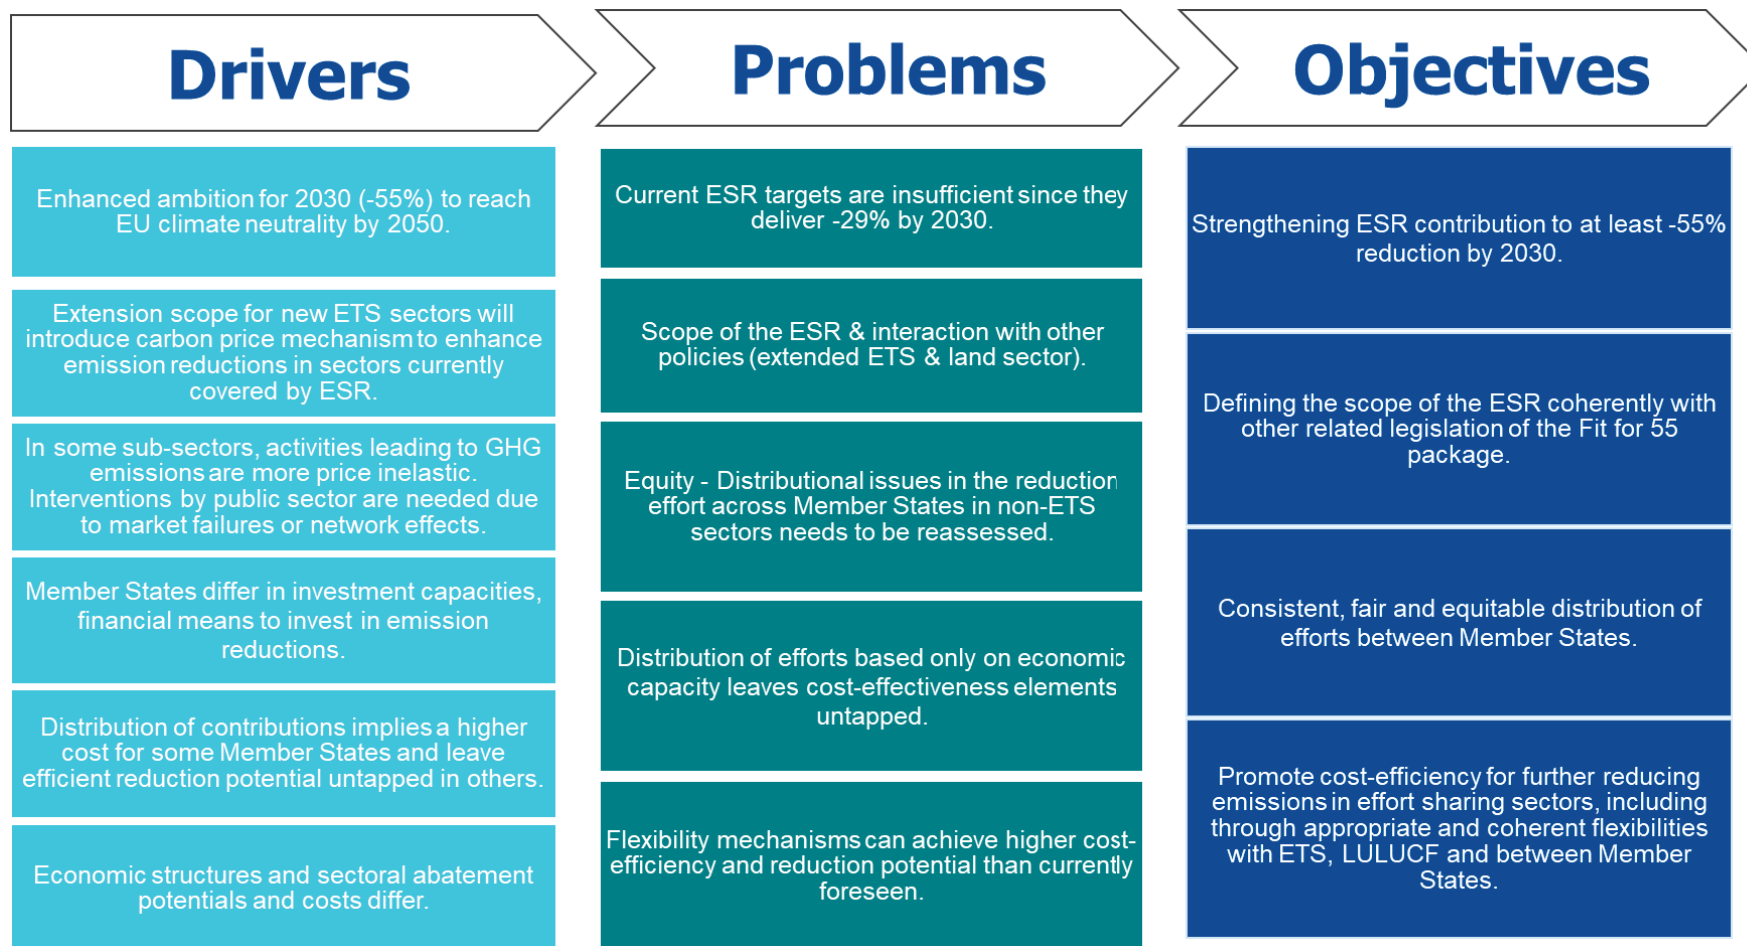 Drivers
Problems
Objectives
Enhanced ambition for 2030 (-55%) to reach
EU climate neutrality by 2050.
Extension scope for new ETS sectors will
introduce carbon price mechanism to enhance
emission reductions in sectors currently
covered by ESR.
In some sub-sectors, activities leading to GHG
emissions are more price inelastic.
Interventions by public sector are needed due
to market failures or network effects.
Member States differ in investment capacities,
financial means to invest in emission
reductions.
Distribution of contributions implies a higher
cost for some Member States and leave
efficient reduction potential untapped in others.
Economic structures and sectoral abatement
potentials and costs differ.
Current ESR targets are insufficient since they
deliver -29% by 2030.
Scope of the ESR & interaction with other
policies (extended ETS & land sector).
Equity - Distributional issues in the reduction
effort across Member States in non-ETS
sectors needs to be reassessed.
Distribution of efforts based only on economic
capacity leaves cost-effectiveness elements
untapped.
Flexibility mechanisms can achieve higher cost-
efficiency and reduction potential than currently
foreseen.
Strengthening ESR contribution to at least -55%
reduction by 2030.
Defining the scope of the ESR coherently with
other related legislation of the Fit for 55
package.
Consistent, fair and equitable distribution of
efforts between Member States.
Promote cost-efficiency for further reducing
emissions in effort sharing sectors, including
through appropriate and coherent flexibilities
with ETS, LULUCF and between Member
States.